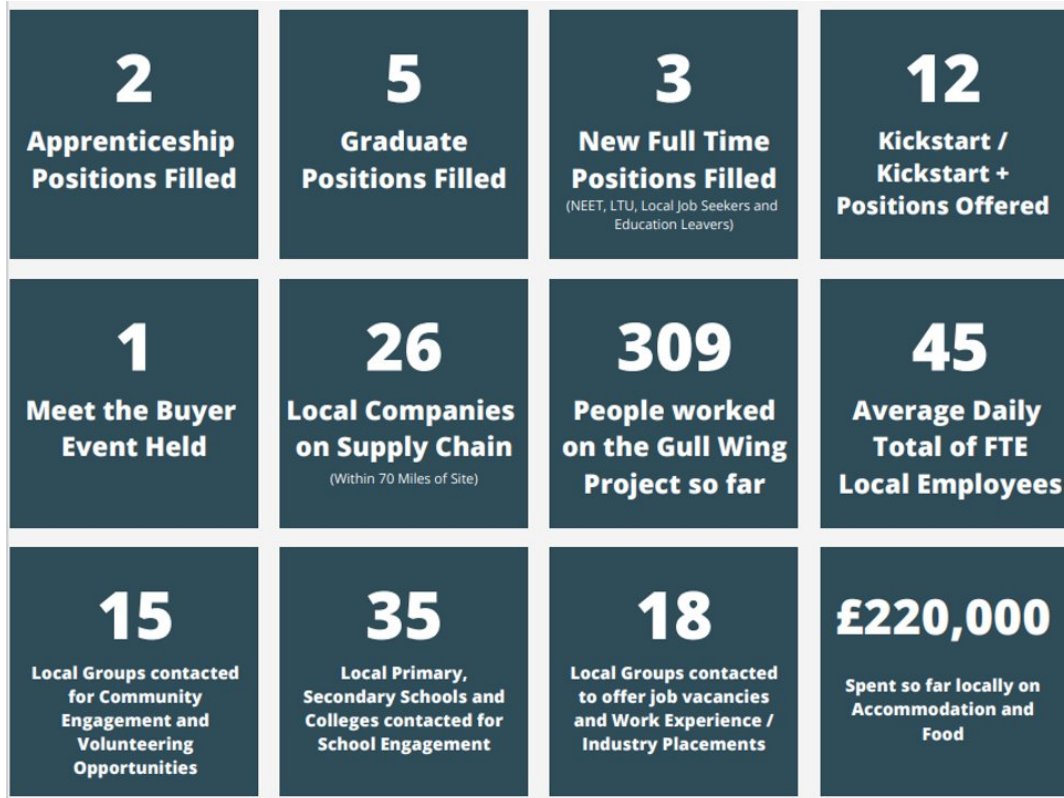 2
Apprenticeship
Positions Filled
5
Graduate
Positions Filled
3
New Full Time
Positions Filled
(NEET, LTU, Local Job Seekers and
Education Leavers)
12
Kickstart /
Kickstart +
Positions Offered
1
Meet the Buyer
Event Held
26
Local Companies
on Supply Chain
(Within 70 Miles of Site)
309
People worked
on the Gull Wing
Project so far
45
Average Daily
Total of FTE
Local Employees
15
Local Groups contacted
for Community
Engagement and
Volunteering
Opportunities
35
Local Primary,
Secondary Schools and
Colleges contacted for
School Engagement
18
Local Groups contacted
to offer job vacancies
and Work Experience /
Industry Placements
£220,000
Spent so far locally on
Accommodation and
Food